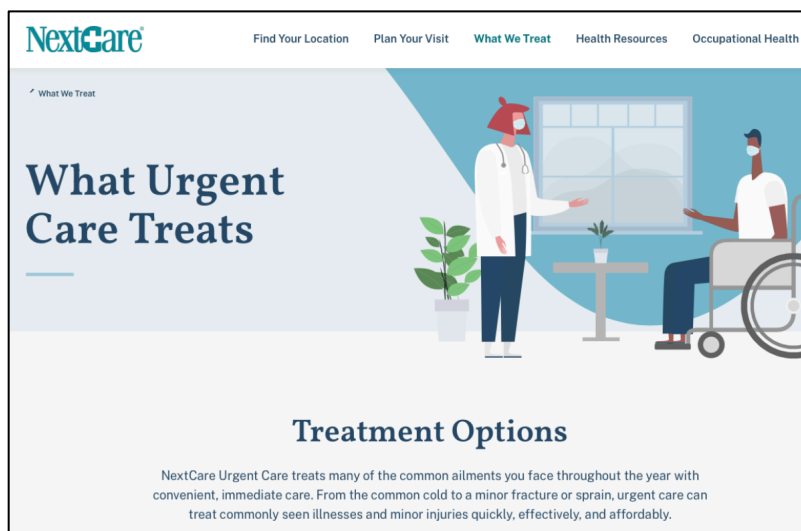 NextCare®
Find Your Location Plan Your Visit What We Treat Health Resources Occupational Health
What We Treat
What Urgent
Care Treats
Treatment Options
NextCare Urgent Care treats many of the common ailments you face throughout the year with
convenient, immediate care. From the common cold to a minor fracture or sprain, urgent care can
treat commonly seen illnesses and minor injuries quickly, effectively, and affordably.